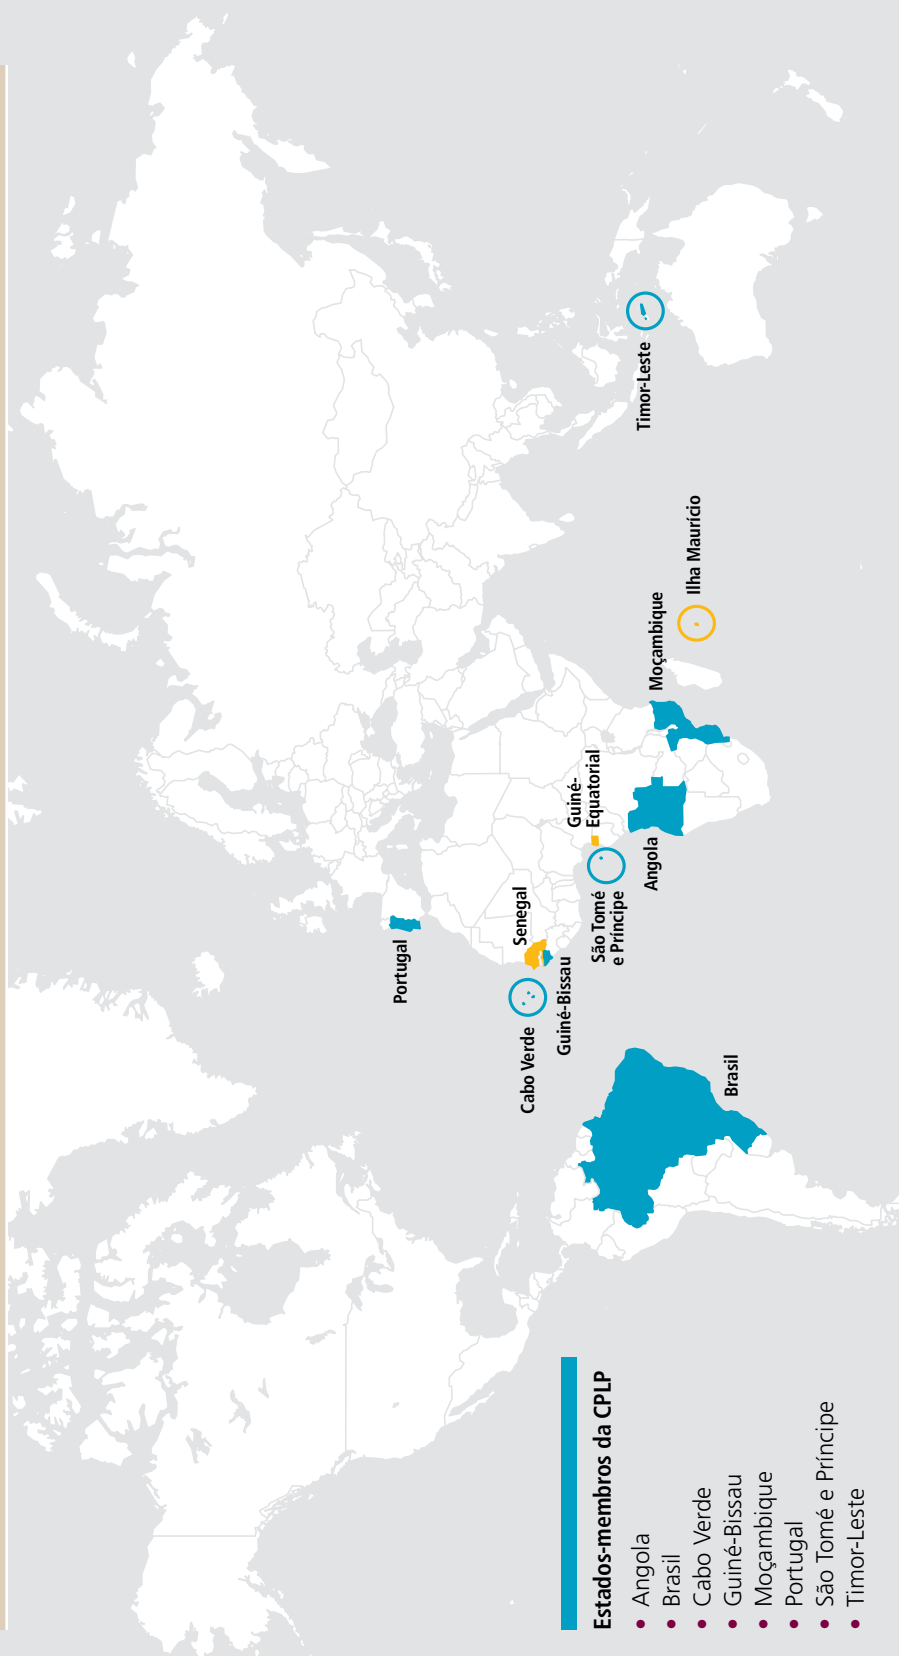 Portugal
Senegal
Cabo Verde
Guiné-Bissau
Guiné-
Equatorial
São Tomé
e Príncipe
Angola
Moçambique
Ilha Maurício
Timor-Leste
Brasil
Estados-membros da CPLP
• Angola
• Brasil
• Cabo Verde
• Guiné-Bissau
• Moçambique
• Portugal
• São Tomé e Príncipe
• Timor-Leste